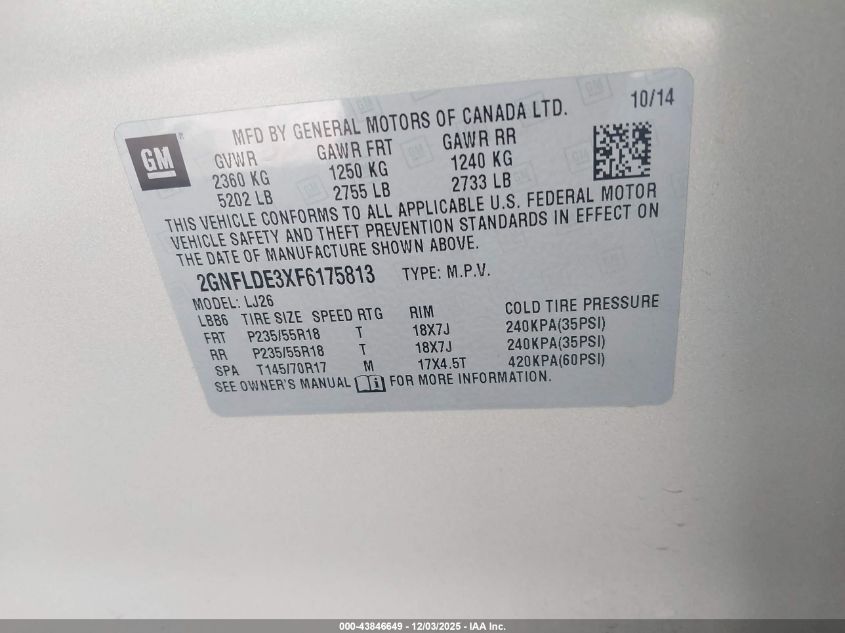 GM
MFD BY GENERAL MOTORS OF CANADA LTD. 10/14
GVWR GAWR FRT GAWR RR
2360 KG 1250 KG 1240 KG
5202 LB 2755 LB 2733 LB
THIS VEHICLE CONFORMS TO ALL APPLICABLE U.S. FEDERAL MOTOR
VEHICLE SAFETY AND THEFT PREVENTION STANDARDS IN EFFECT ON
THE DATE OF MANUFACTURE SHOWN ABOVE.
2GNFLDE3XF6175813 TYPE: M.P.V.
MODEL: LJ26
LBB6 TIRE SIZE SPEED RTG RIM COLD TIRE PRESSURE
FRT P235/55R18 T 18X7J 240KPA(35PSI)
RR P235/55R18 T 18X7J 240KPA(35PSI)
SPA T145/70R17 M 17X4.5T 420KPA(60PSI)
SEE OWNER'S MANUAL FOR MORE INFORMATION.
000-43846649 - 12/03/2025 - IAA Inc.